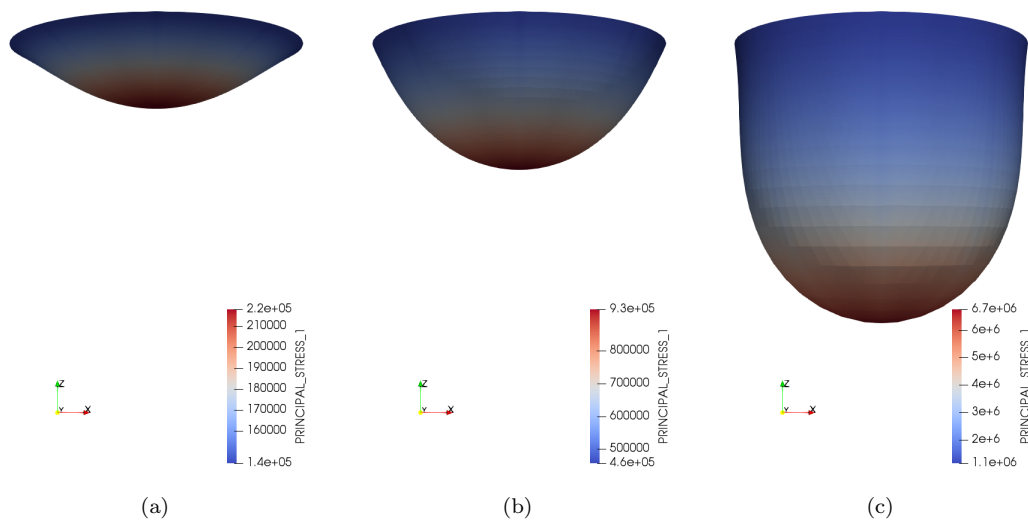 2.2e+05
210000
200000
190000
180000
170000
160000
150000
1.4e+05
PRINCIPAL_STRESS_1
Z
Y
X
9.3e+05
800000
700000
600000
500000
4.6e+05
PRINCIPAL_STRESS_1
Z
Y
X
6.7e+06
6e+6
5e+6
4e+6
3e+6
2e+6
1.1e+06
PRINCIPAL_STRESS_1
Z
Y
X
(a)
(b)
(c)